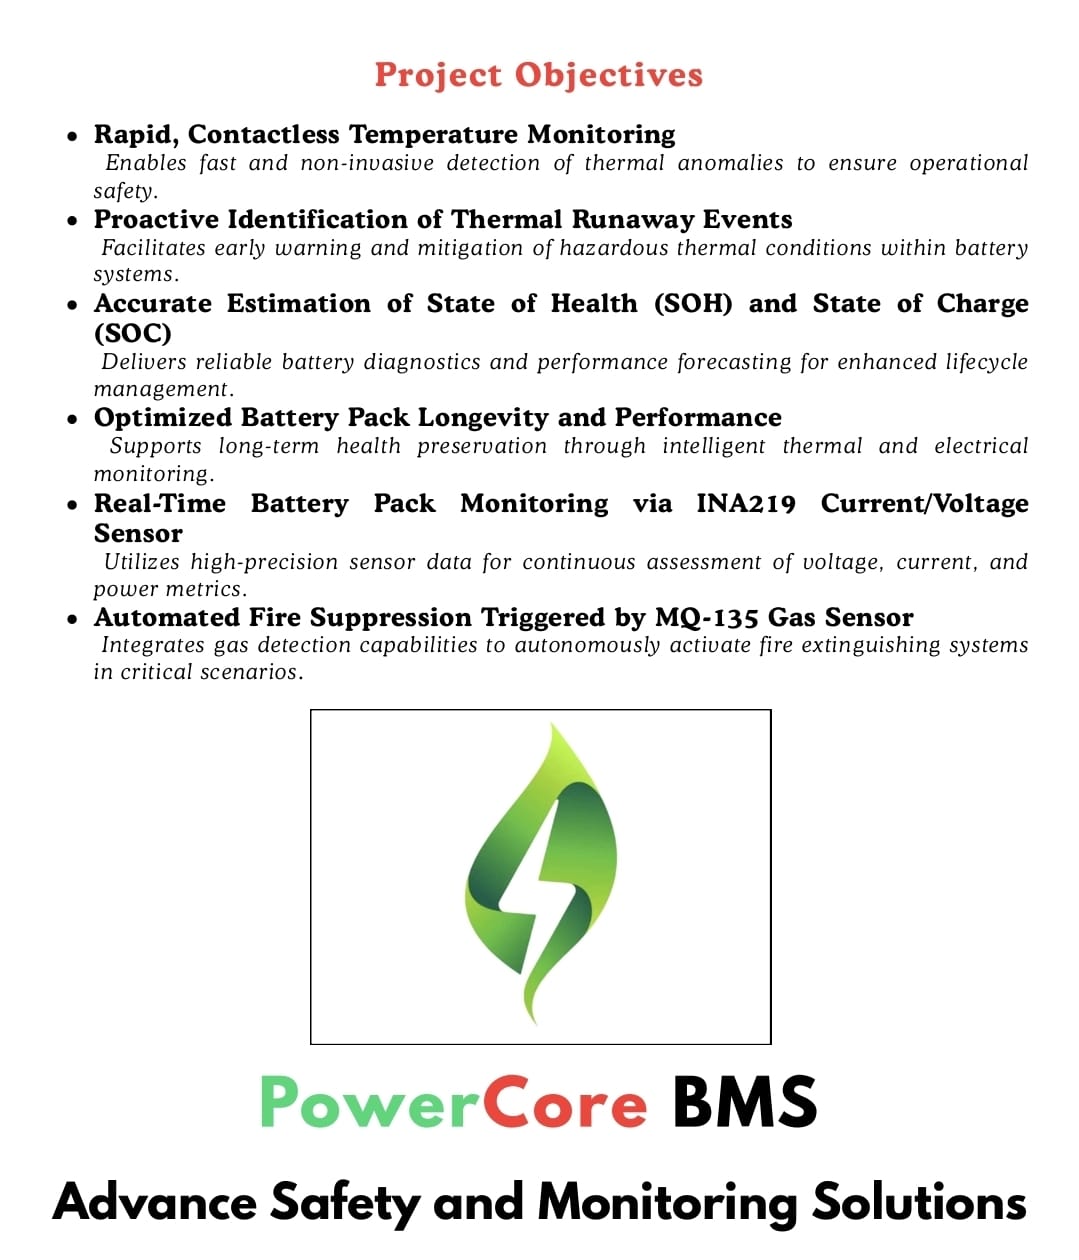 Project Objectives
• Rapid, Contactless Temperature Monitoring
Enables fast and non-invasive detection of thermal anomalies to ensure operational
safety.
• Proactive Identification of Thermal Runaway Events
Facilitates early warning and mitigation of hazardous thermal conditions within battery
systems.
• Accurate Estimation of State of Health (SOH) and State of Charge
(SOC)
Delivers reliable battery diagnostics and performance forecasting for enhanced lifecycle
management.
• Optimized Battery Pack Longevity and Performance
Supports long-term health preservation through intelligent thermal and electrical
monitoring.
• Real-Time Battery Pack Monitoring via INA219 Current/Voltage
Sensor
Utilizes high-precision sensor data for continuous assessment of voltage, current, and
power metrics.
• Automated Fire Suppression Triggered by MQ-135 Gas Sensor
Integrates gas detection capabilities to autonomously activate fire extinguishing systems
in critical scenarios.
PowerCore BMS
Advance Safety and Monitoring Solutions